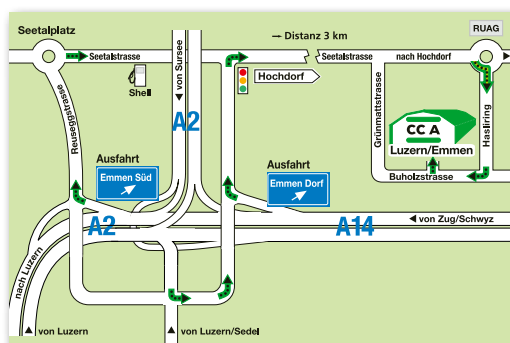 Seetalplatz
RUAG
→ Distanz 3 km
Seetalstrasse
Seetalstrasse
nach Hochdorf
Shell
von Sursee
Hochdorf
Reuseggstrasse
A2
Grünmattstrasse
Hasliring
CC A
Luzern/Emmen
Buholzstrasse
Ausfahrt
Emmen Süd
Ausfahrt
Emmen Dorf
A2
A14
von Zug/Schwyz
nach Luzern
von Luzern
von Luzern/Sedel